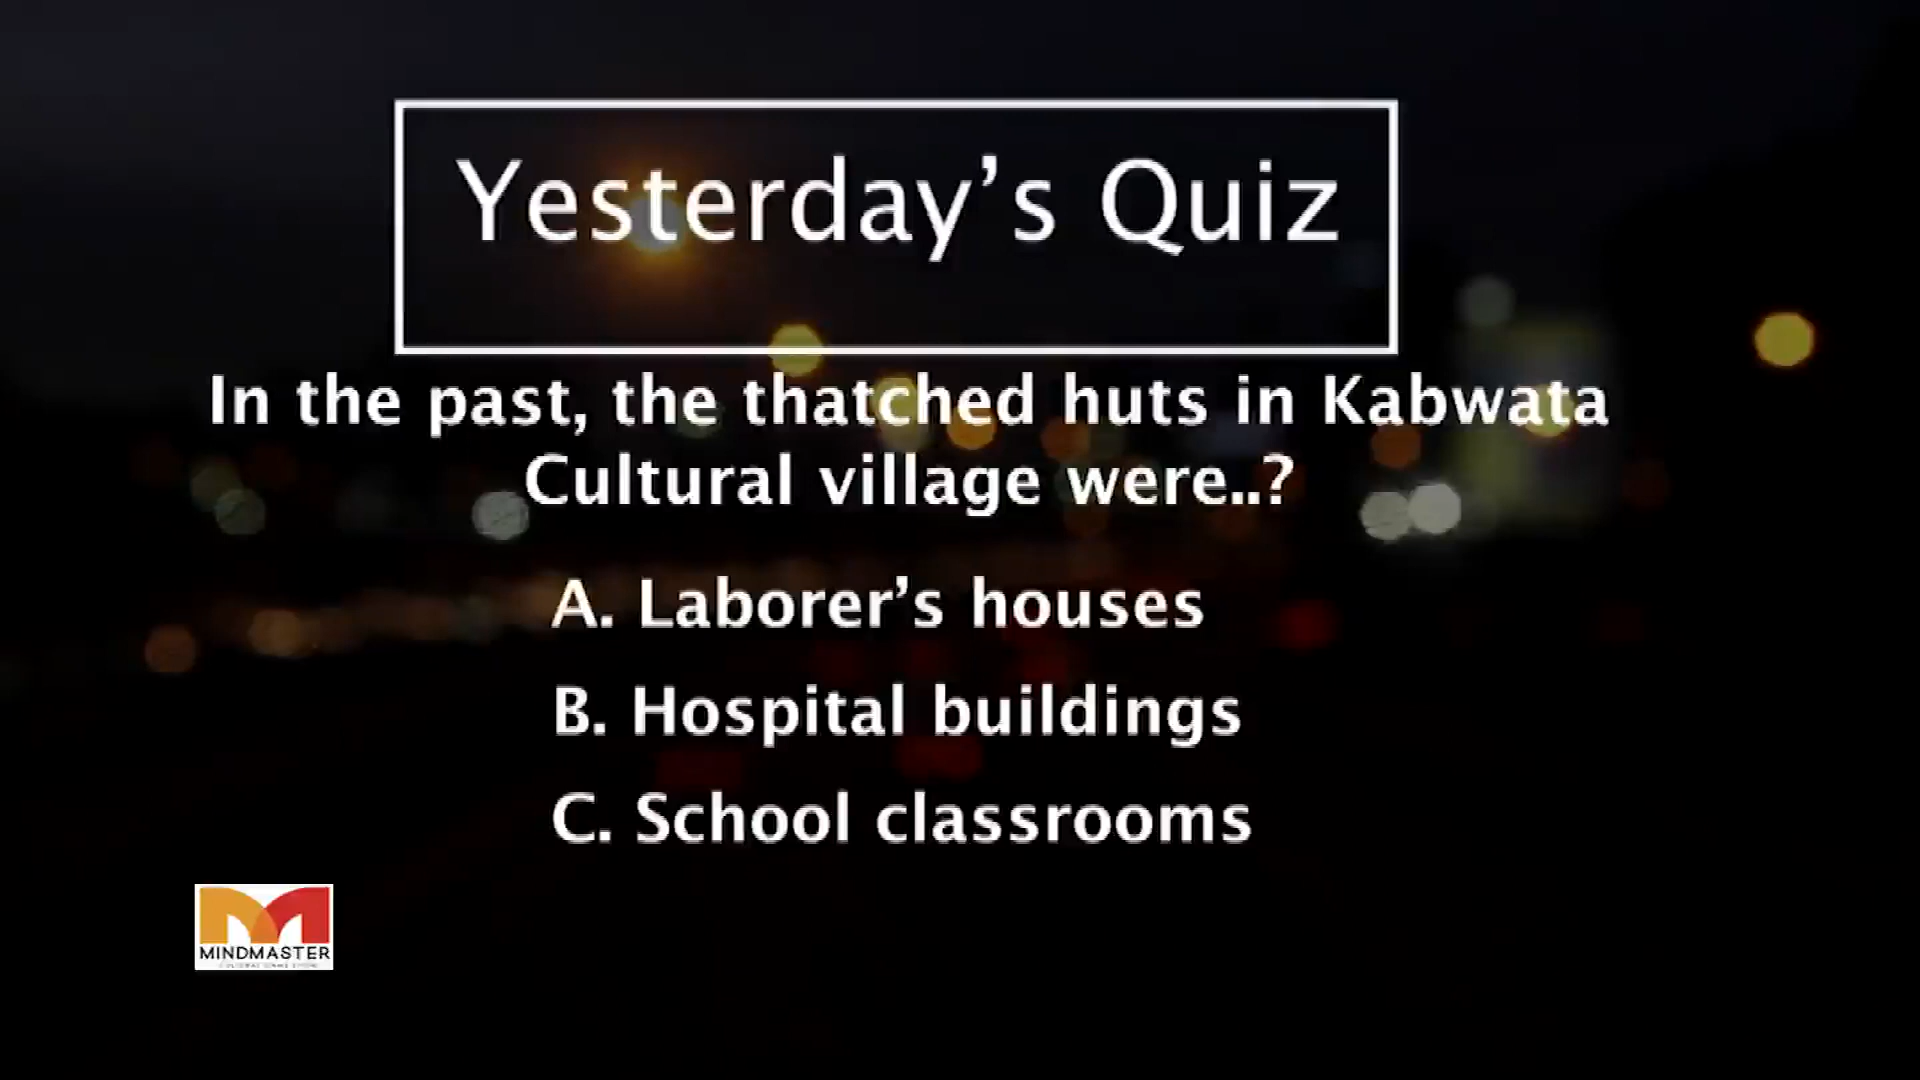 Yesterday’s Quiz
In the past, the thatched huts in Kabwata
Cultural village were..?
A. Laborer’s houses
B. Hospital buildings
C. School classrooms
MINDMASTER